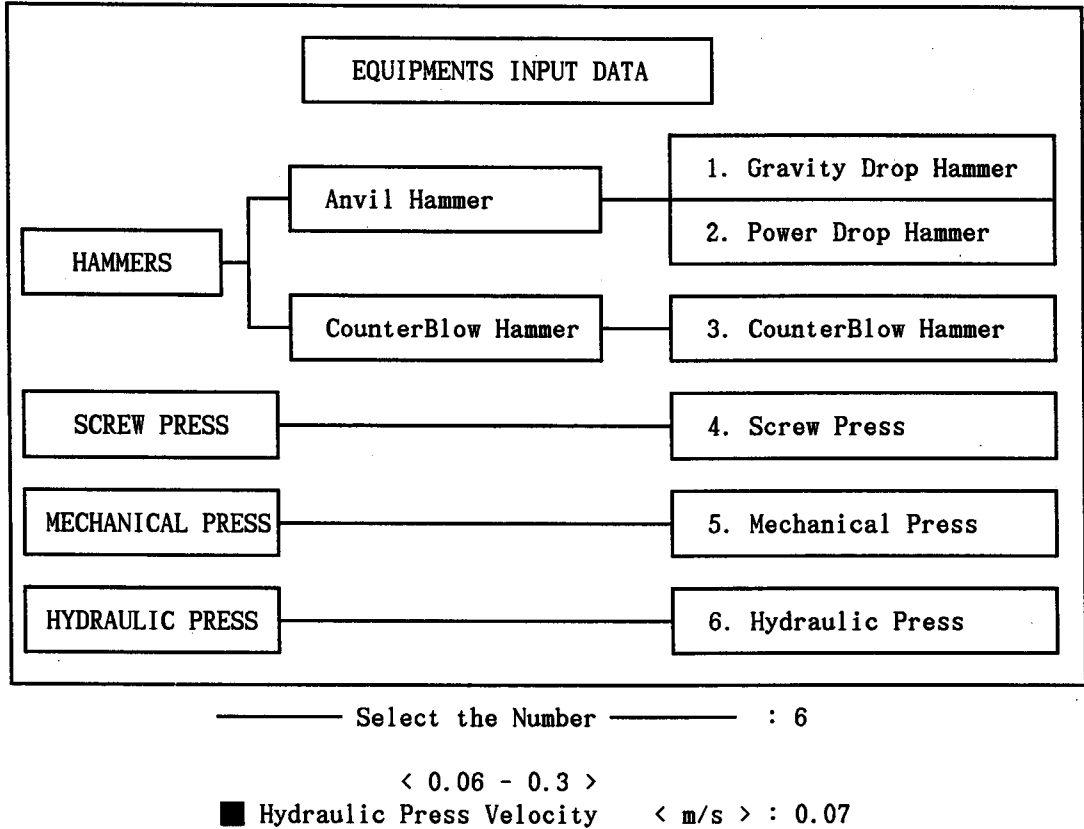 EQUIPMENTS INPUT DATA
HAMMERS
Anvil Hammer
1. Gravity Drop Hammer
2. Power Drop Hammer
CounterBlow Hammer
3. CounterBlow Hammer
SCREW PRESS
4. Screw Press
MECHANICAL PRESS
5. Mechanical Press
HYDRAULIC PRESS
6. Hydraulic Press
Select the Number : 6
< 0.06 - 0.3 >
■ Hydraulic Press Velocity < m/s > : 0.07